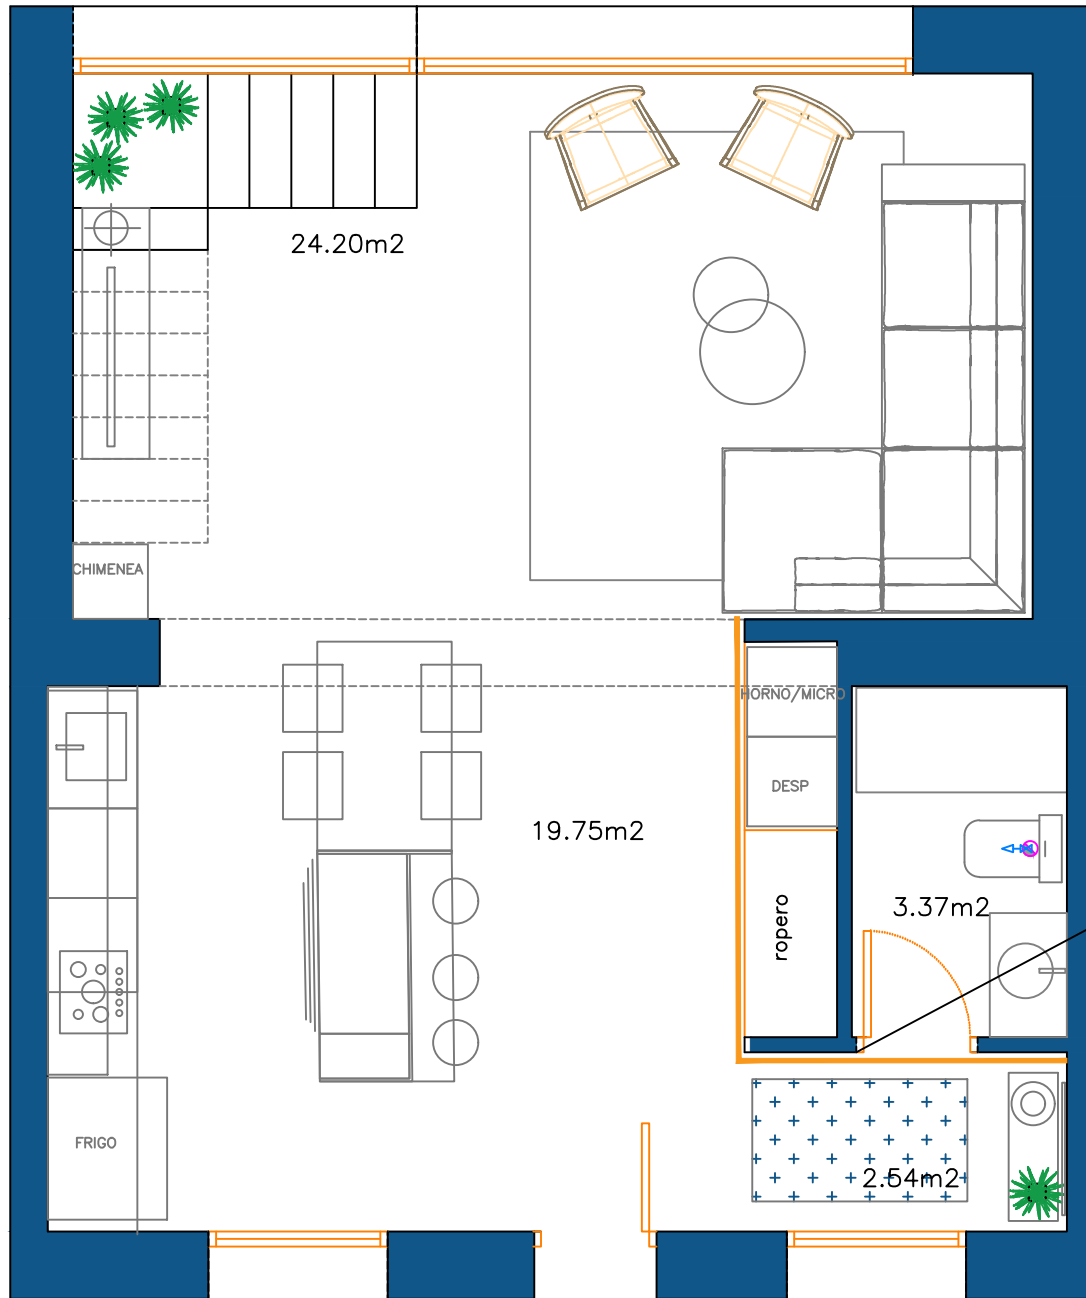 24.20m2
CHIMENEA
HORNO/MICRO
DESP
19.75m2
ropero
3.37m2
FRIGO
2.54m2